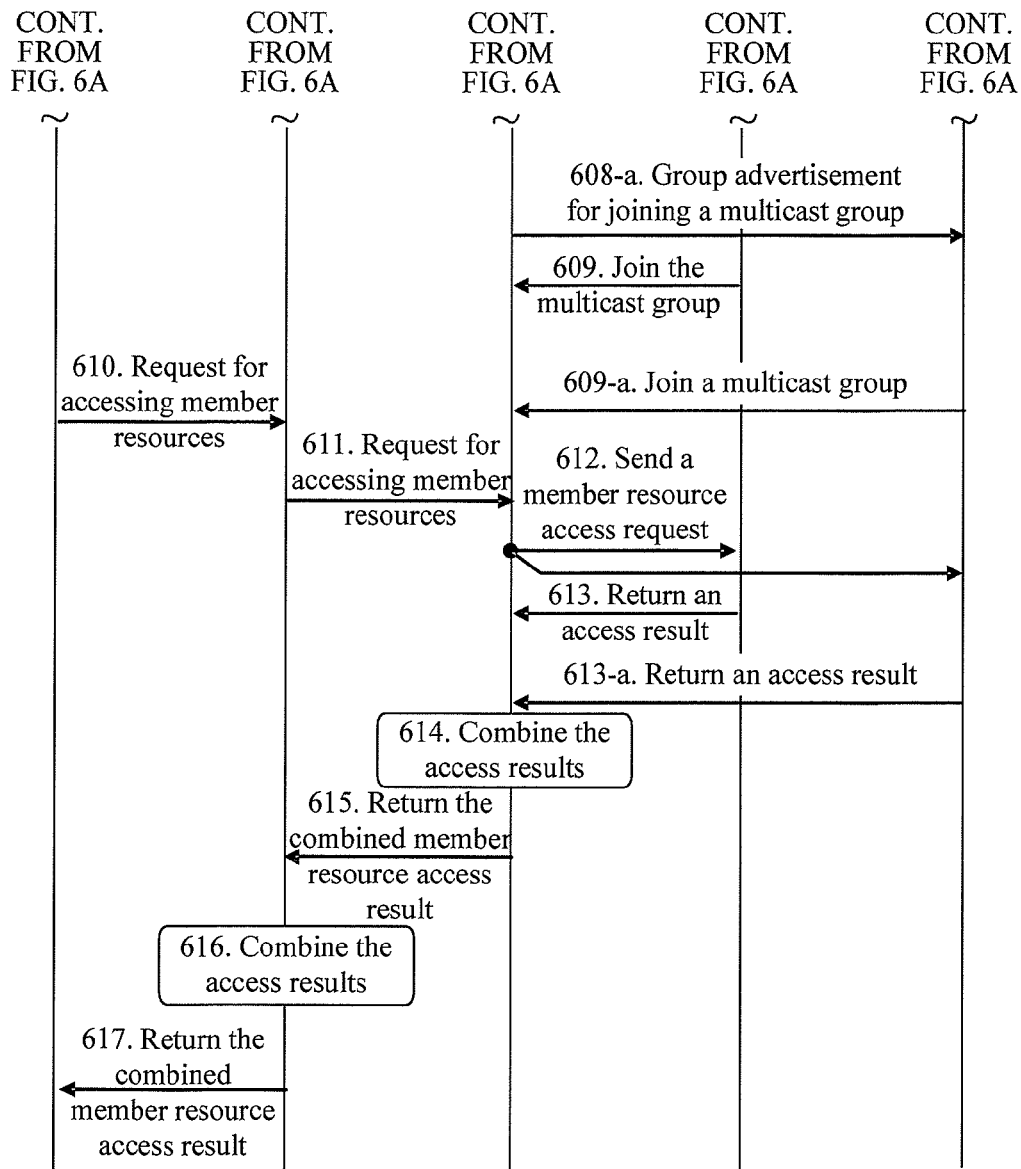 CONT.
FROM
FIG. 6A
CONT.
FROM
FIG. 6A
CONT.
FROM
FIG. 6A
CONT.
FROM
FIG. 6A
CONT.
FROM
FIG. 6A
608-a. Group advertisement
for joining a multicast group
609. Join the
multicast group
609-a. Join a multicast group
610. Request for
accessing member
resources
611. Request for
accessing member
resources
612. Send a
member resource
access request
613. Return an
access result
613-a. Return an access result
614. Combine the
access results
615. Return the
combined member
resource access
result
616. Combine the
access results
617. Return the
combined
member resource
access result